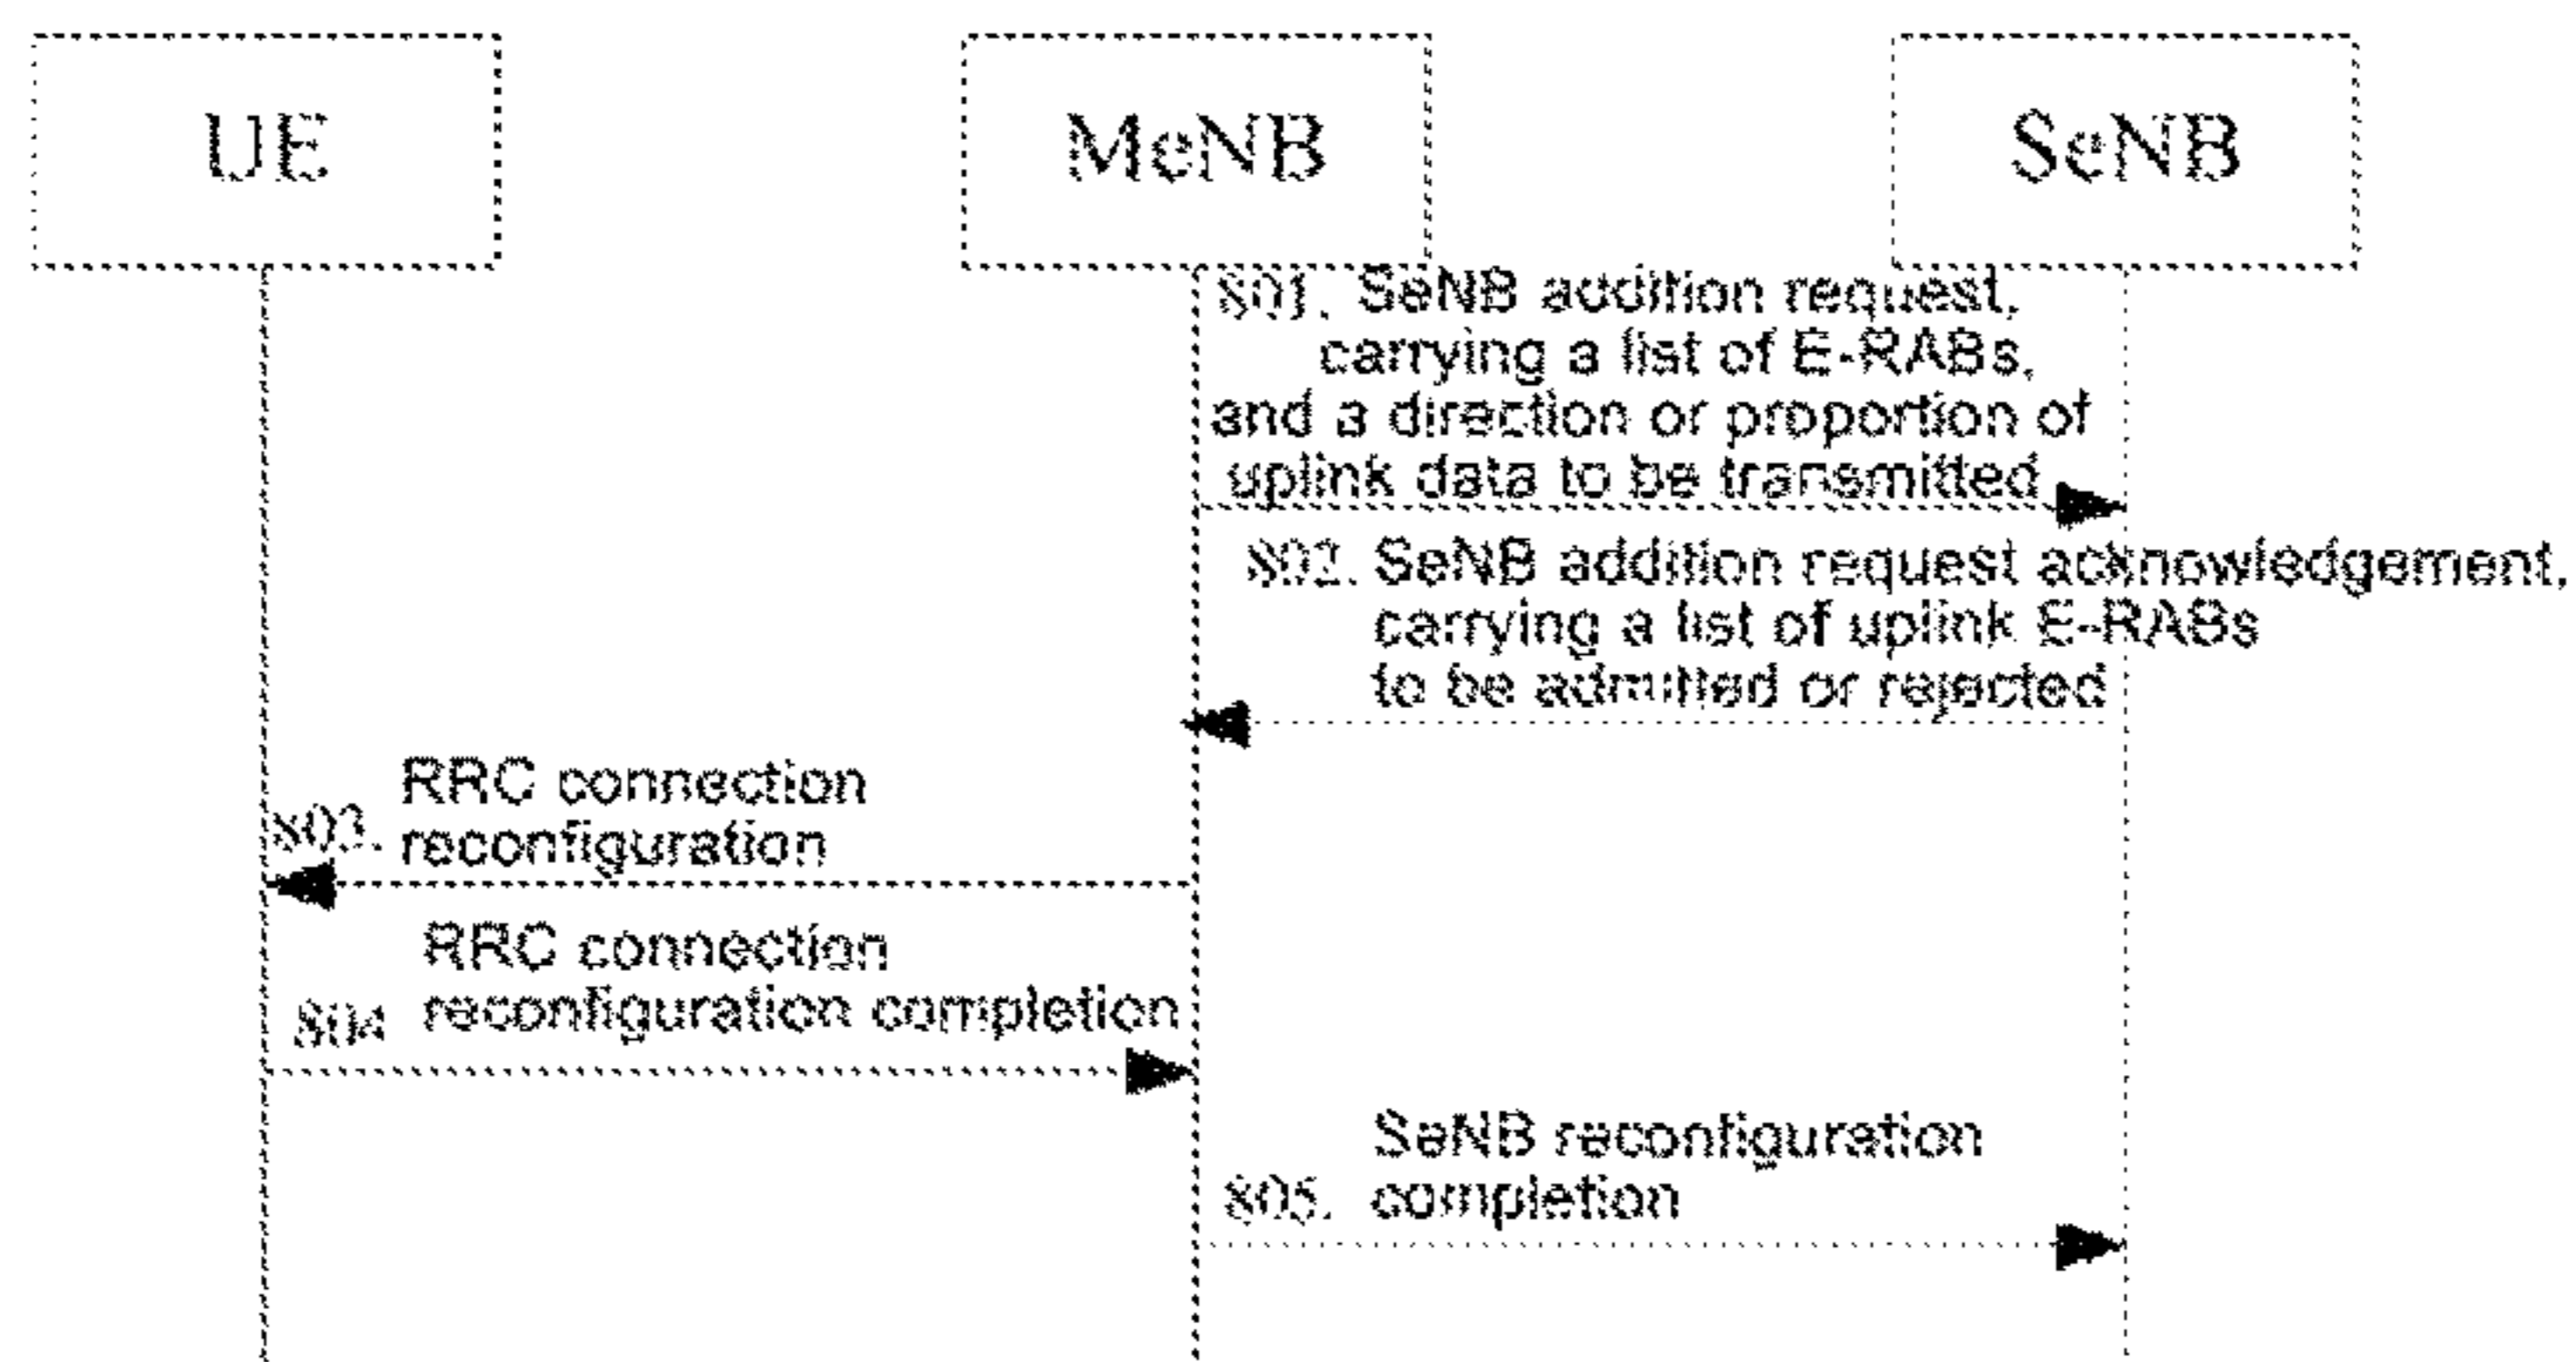 UE
MeNB
SeNB
801. SeNB addition request,
carrying a list of E-RABs,
and a direction or proportion of
uplink data to be transmitted
802. SeNB addition request acknowledgement,
carrying a list of uplink E-RABs
to be admitted or rejected
RRC connection
803. reconfiguration
RRC connection
804 reconfiguration completion
SeNB reconfiguration
805. completion